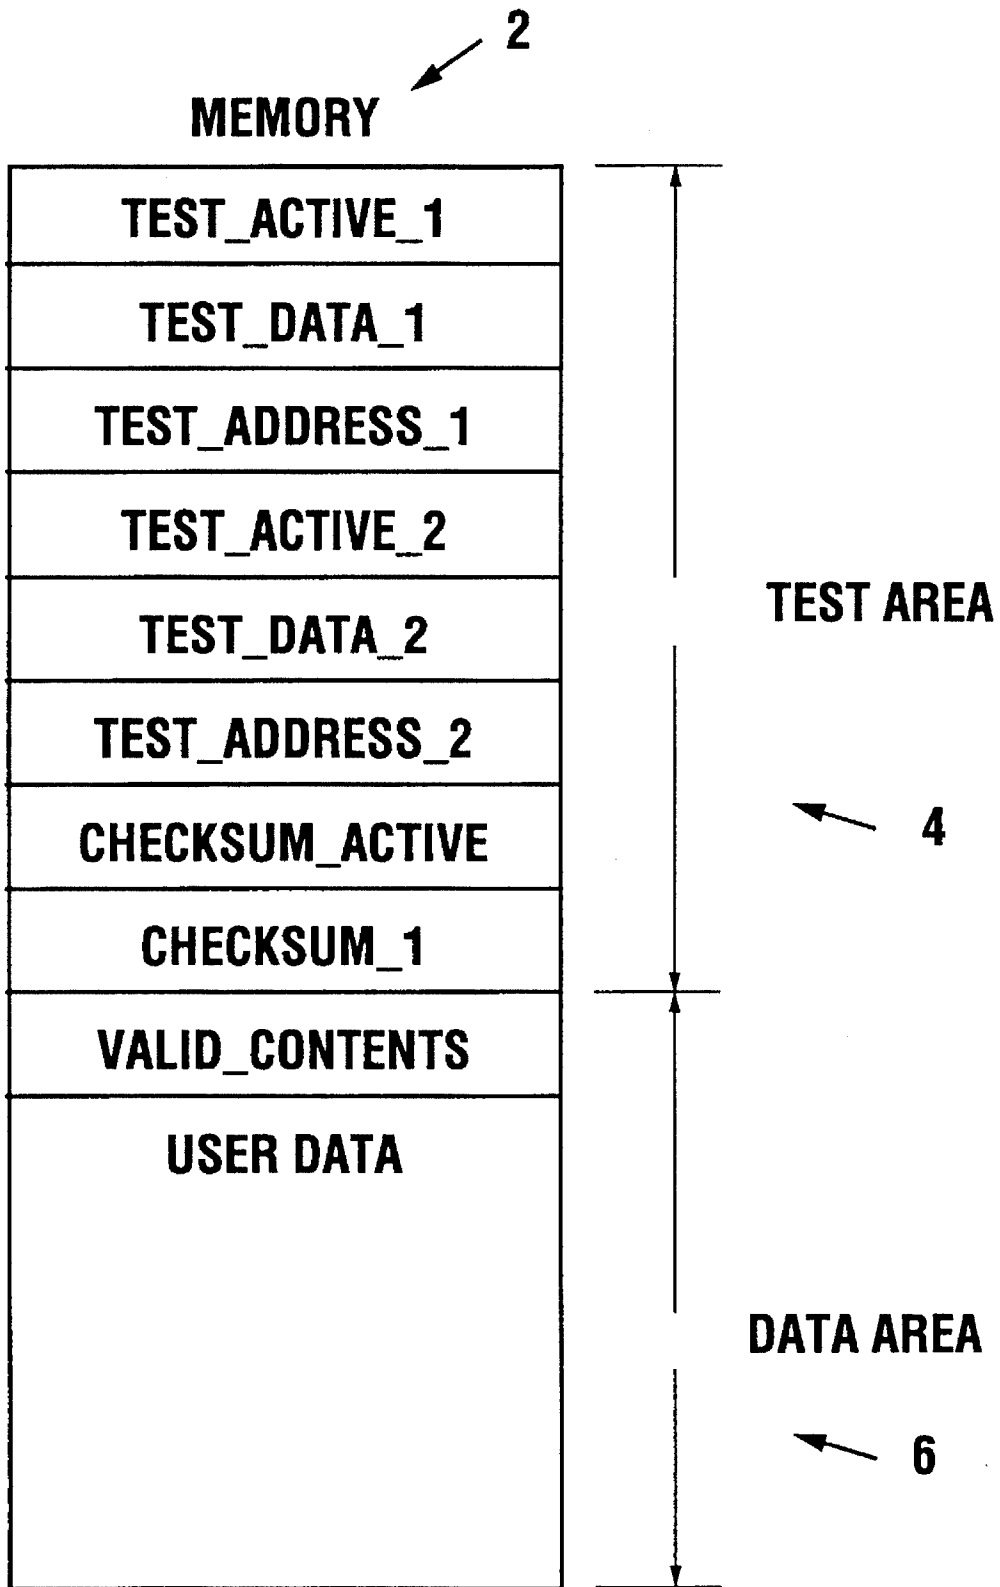 2
MEMORY
TEST_ACTIVE_1
TEST_DATA_1
TEST_ADDRESS_1
TEST_ACTIVE_2
TEST_DATA_2
TEST AREA
TEST_ADDRESS_2
CHECKSUM_ACTIVE
4
CHECKSUM_1
VALID_CONTENTS
USER DATA
DATA AREA
6